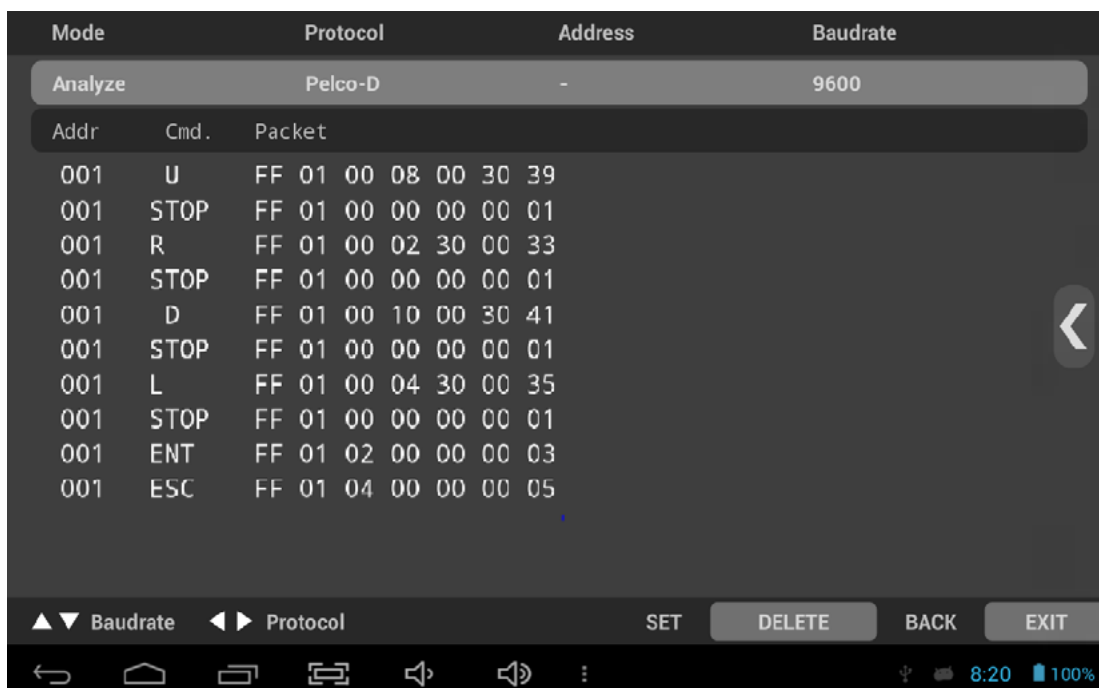 Mode Protocol Address Baudrate
Analyze Pelco-D - 9600
Addr Cmd. Packet
001 U FF 01 00 08 00 30 39
001 STOP FF 01 00 00 00 00 01
001 R FF 01 00 02 30 00 33
001 STOP FF 01 00 00 00 00 01
001 D FF 01 00 10 00 30 41
001 STOP FF 01 00 00 00 00 01
001 L FF 01 00 04 30 00 35
001 STOP FF 01 00 00 00 00 01
001 ENT FF 01 02 00 00 00 03
001 ESC FF 01 04 00 00 00 05
▲▼ Baudrate ◀▶ Protocol SET DELETE BACK EXIT
8:20 100%